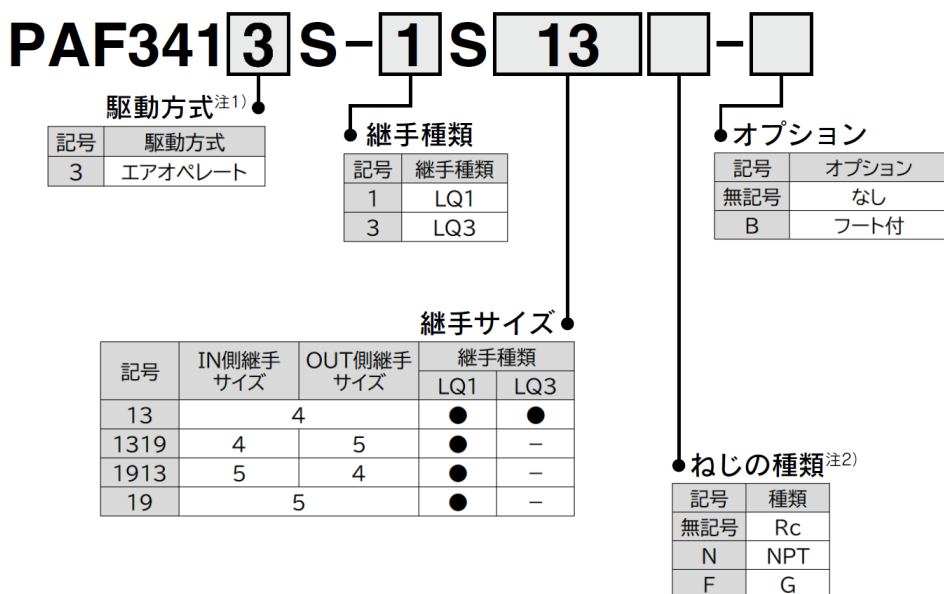 PAF3413S-1S13 -
駆動方式注1)
記号 駆動方式
3 エアオペレート
継手種類
記号 継手種類
1 LQ1
3 LQ3
オプション
記号 オプション
無記号 なし
B フート付
継手サイズ
記号 IN側継手サイズ OUT側継手サイズ 継手種類
LQ1 LQ3
13 4 ● ●
1319 4 5 ● −
1913 5 4 ● −
19 5 ● −
ねじの種類注2)
記号 種類
無記号 Rc
N NPT
F G